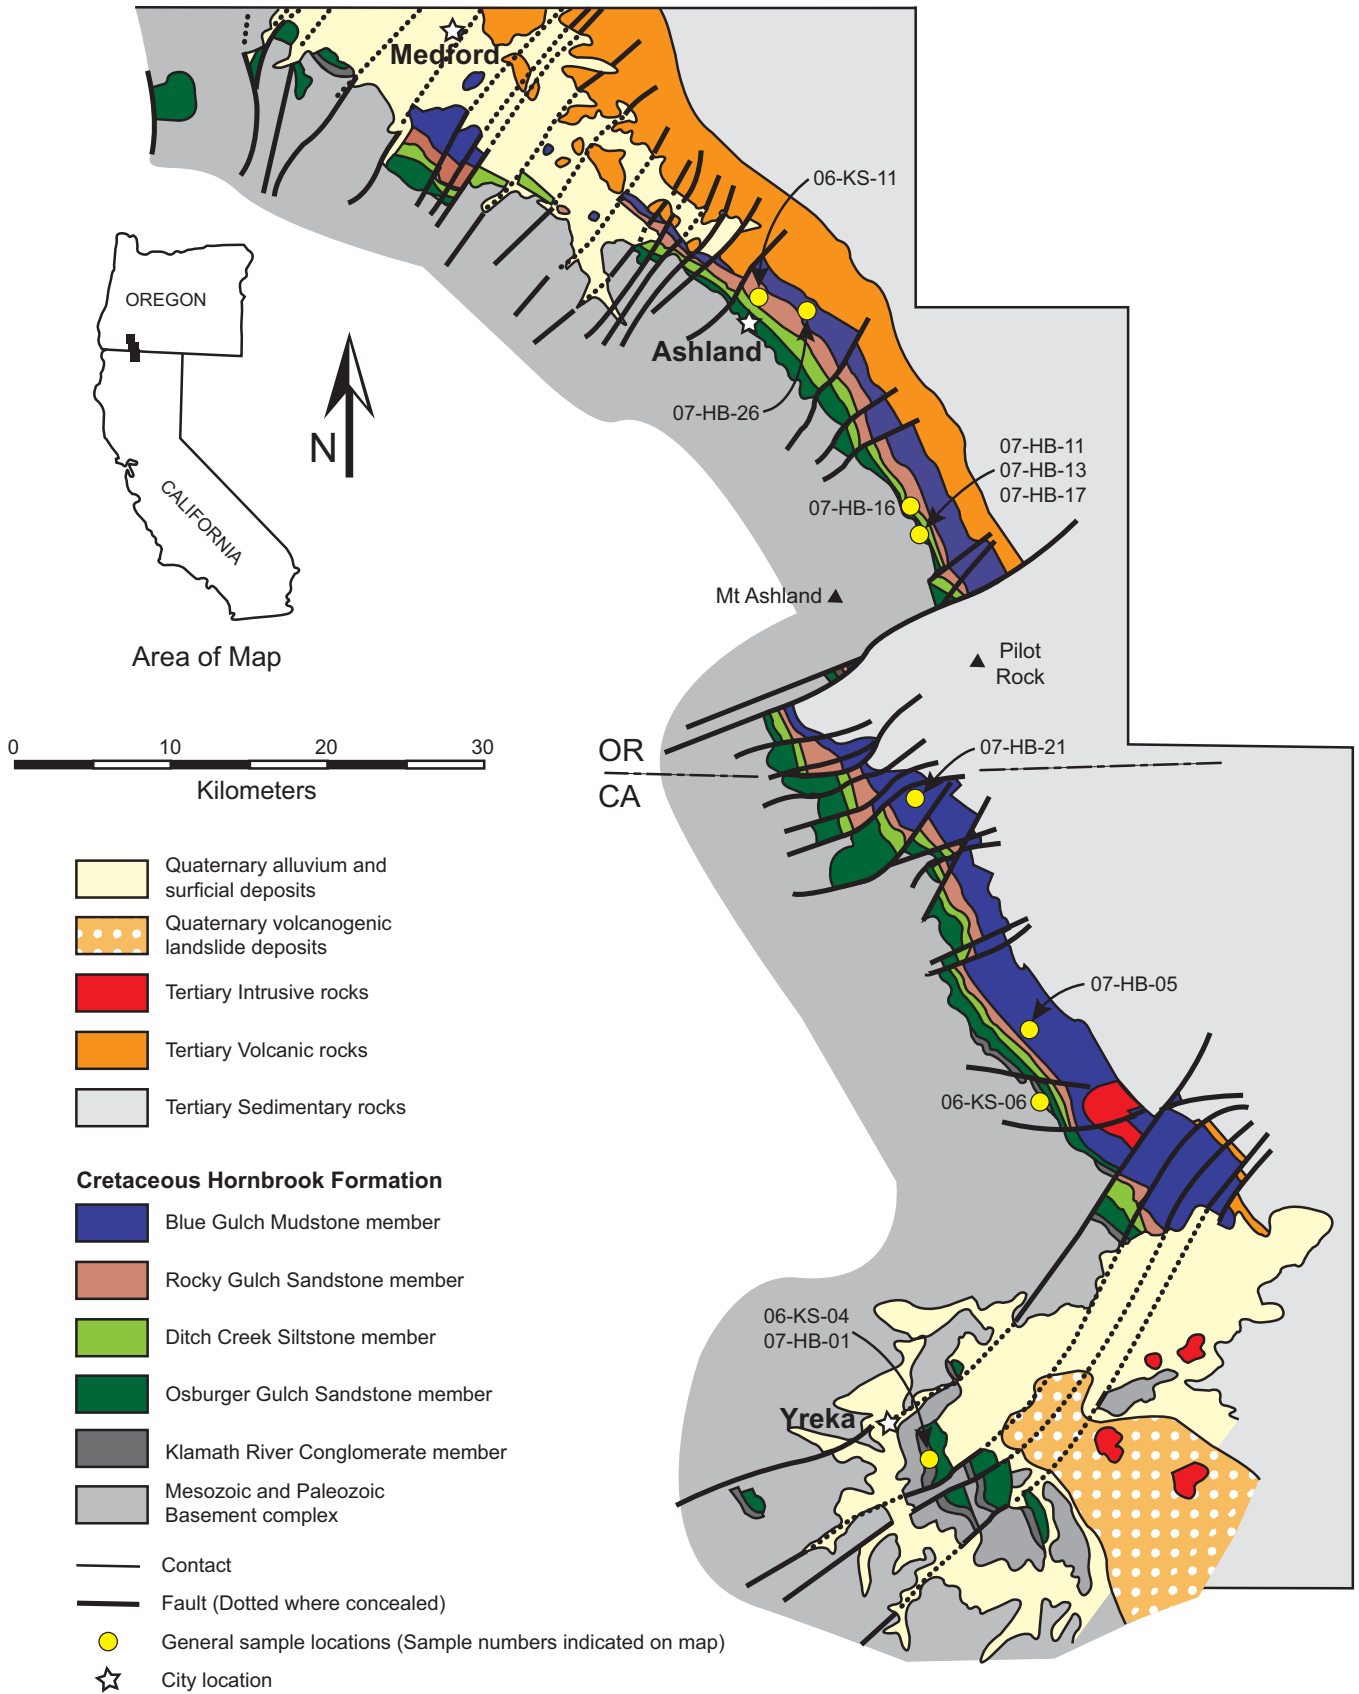 Medford
06-KS-11
OREGON
CALIFORNIA
Area of Map
N
Ashland
07-HB-26
07-HB-11
07-HB-13
07-HB-17
07-HB-16
Mt Ashland
Pilot
Rock
0 10 20 30
Kilometers
OR
CA
07-HB-21
07-HB-05
06-KS-06
06-KS-04
07-HB-01
Yreka
Quaternary alluvium and
surficial deposits
Quaternary volcanogenic
landslide deposits
Tertiary Intrusive rocks
Tertiary Volcanic rocks
Tertiary Sedimentary rocks
Cretaceous Hornbrook Formation
Blue Gulch Mudstone member
Rocky Gulch Sandstone member
Ditch Creek Siltstone member
Osburger Gulch Sandstone member
Klamath River Conglomerate member
Mesozoic and Paleozoic
Basement complex
Contact
Fault (Dotted where concealed)
General sample locations (Sample numbers indicated on map)
City location